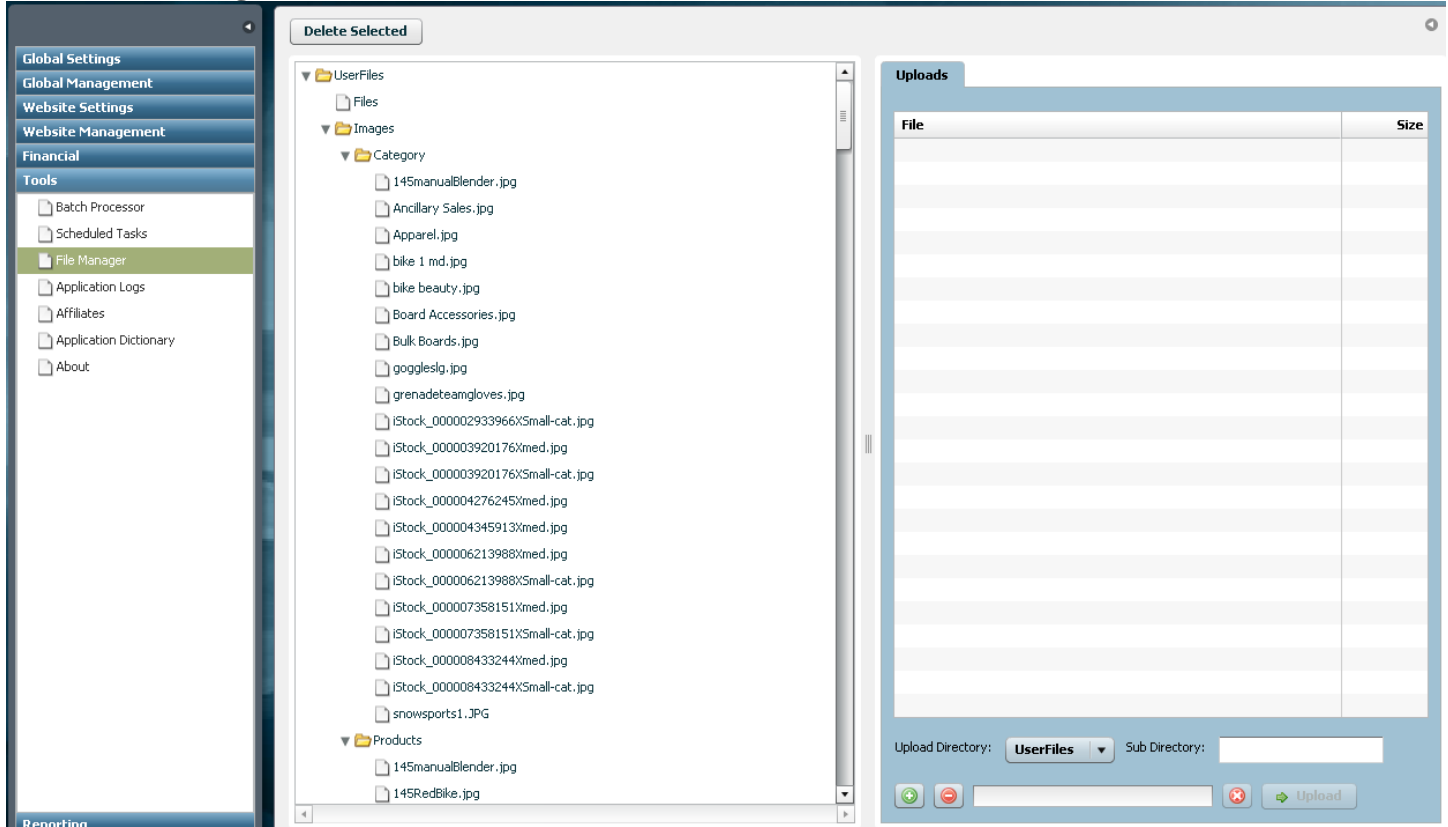 Global Settings
Global Management
Website Settings
Website Management
Financial
Tools
Batch Processor
Scheduled Tasks
File Manager
Application Logs
Affiliates
Application Dictionary
About
Reporting
Delete Selected
UserFiles
Files
Images
Category
145manualBlender.jpg
Ancillary Sales.jpg
Apparel.jpg
bike 1 md.jpg
bike beauty.jpg
Board Accessories.jpg
Bulk Boards.jpg
goggleslg.jpg
grenadeteamgloves.jpg
iStock_000002933966XSmall-cat.jpg
iStock_000003920176Xmed.jpg
iStock_000003920176XSmall-cat.jpg
iStock_000004276245Xmed.jpg
iStock_000004345913Xmed.jpg
iStock_000006213988Xmed.jpg
iStock_000006213988XSmall-cat.jpg
iStock_000007358151Xmed.jpg
iStock_000007358151XSmall-cat.jpg
iStock_000008433244Xmed.jpg
iStock_000008433244XSmall-cat.jpg
snowsports1.JPG
Products
145manualBlender.jpg
145RedBike.jpg
Uploads
File Size
Upload Directory: UserFiles Sub Directory:
Upload